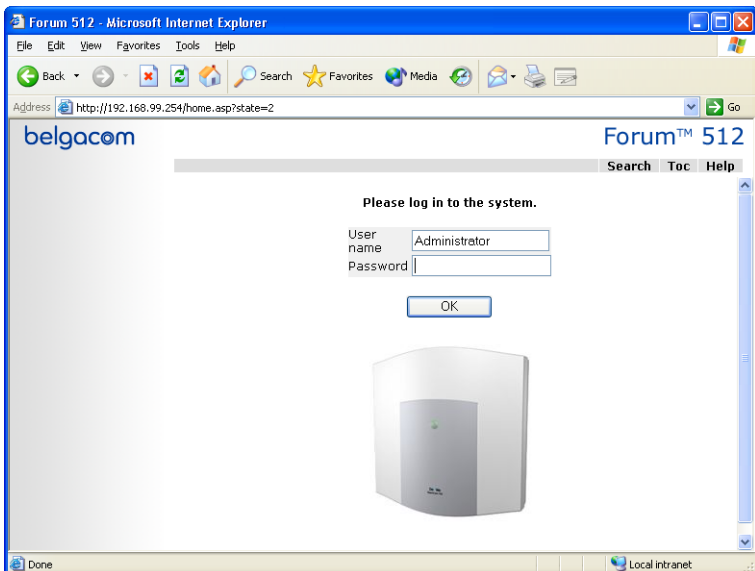 Forum 512 - Microsoft Internet Explorer
File Edit View Favorites Tools Help
Back Search Favorites Media
Address http://192.168.99.254/home.asp?state=2 Go
belgacom Forum™ 512
Search Toc Help
Please log in to the system.
User name Administrator
Password
OK
Done Local intranet